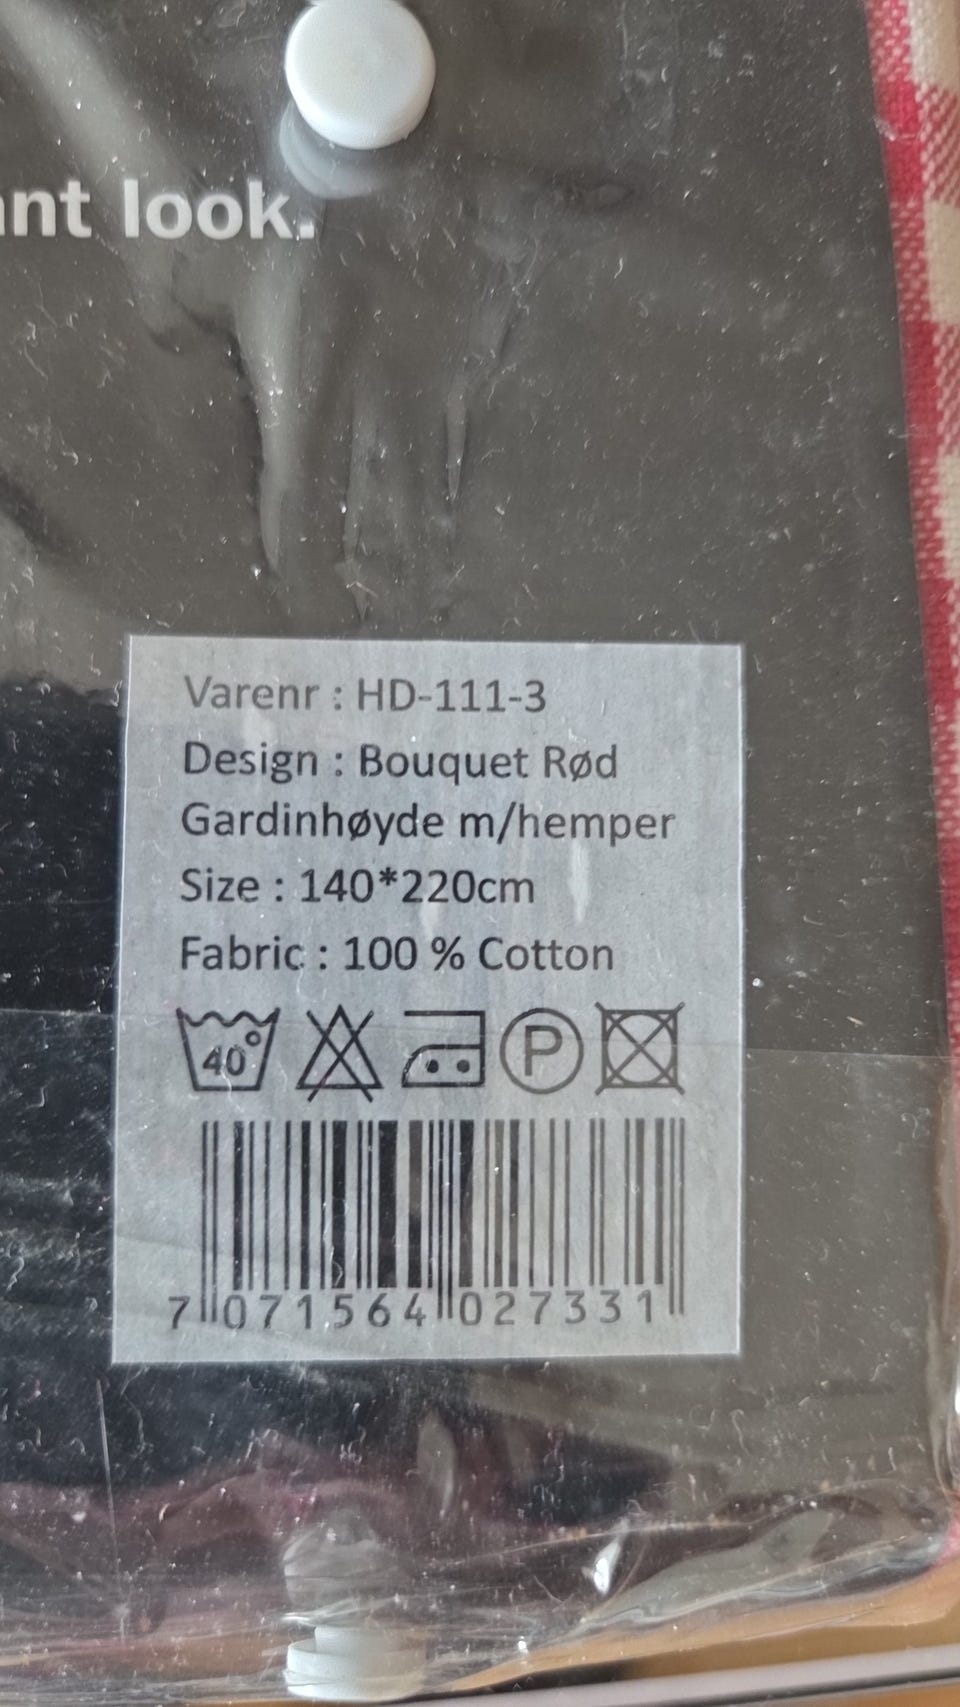 ant look.
Varenr : HD-111-3
Design : Bouquet Rød
Gardinhøyde m/hemper
Size : 140*220cm
Fabric : 100 % Cotton
40° P
7 071564 027331